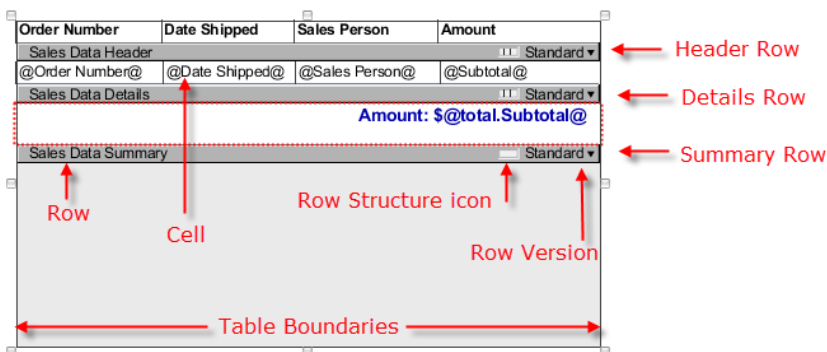 Order Number Date Shipped Sales Person Amount
Sales Data Header Standard Header Row
@Order Number@ @Date Shipped@ @Sales Person@ @Subtotal@
Sales Data Details Standard Details Row
Amount: $@total.Subtotal@
Sales Data Summary Standard Summary Row
Row Structure icon
Row
Cell
Row Version
Table Boundaries